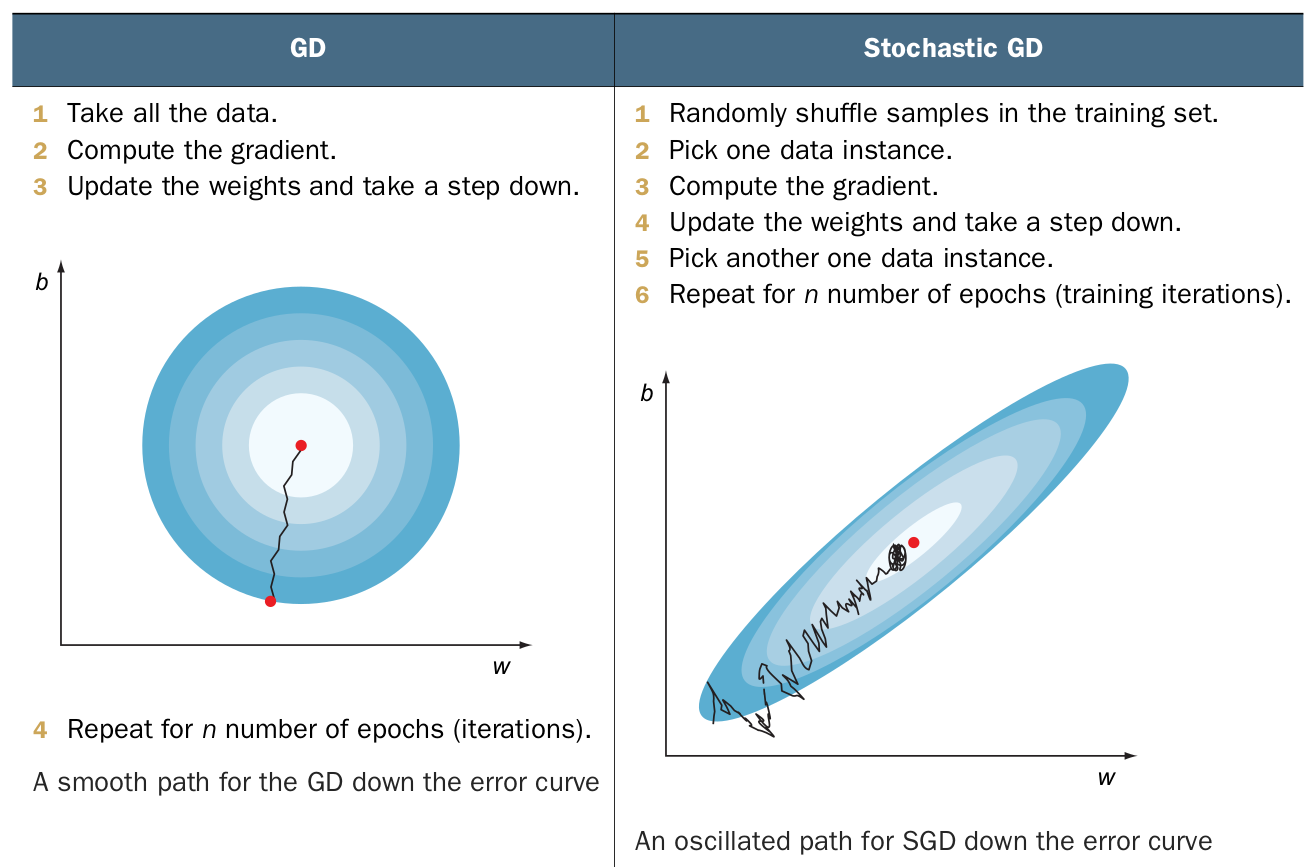 GD
1 Take all the data.
2 Compute the gradient.
3 Update the weights and take a step down.
b
w
4 Repeat for n number of epochs (iterations).
A smooth path for the GD down the error curve
Stochastic GD
1 Randomly shuffle samples in the training set.
2 Pick one data instance.
3 Compute the gradient.
4 Update the weights and take a step down.
5 Pick another one data instance.
6 Repeat for n number of epochs (training iterations).
b
w
An oscillated path for SGD down the error curve